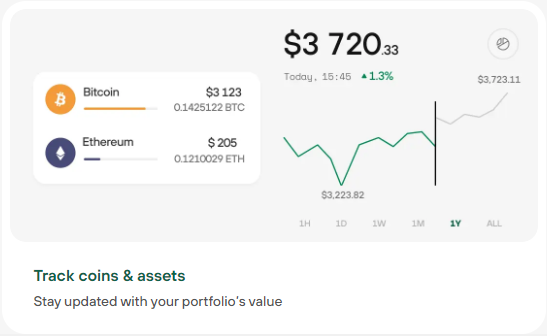 $3 720.33
Today, 15:45 ▲1.3%
$3,723.11
Bitcoin $3 123
0.1425122 BTC
Ethereum $ 205
0.1210029 ETH
$3,223.82
1H 1D 1W 1M 1Y ALL
Track coins & assets
Stay updated with your portfolio's value